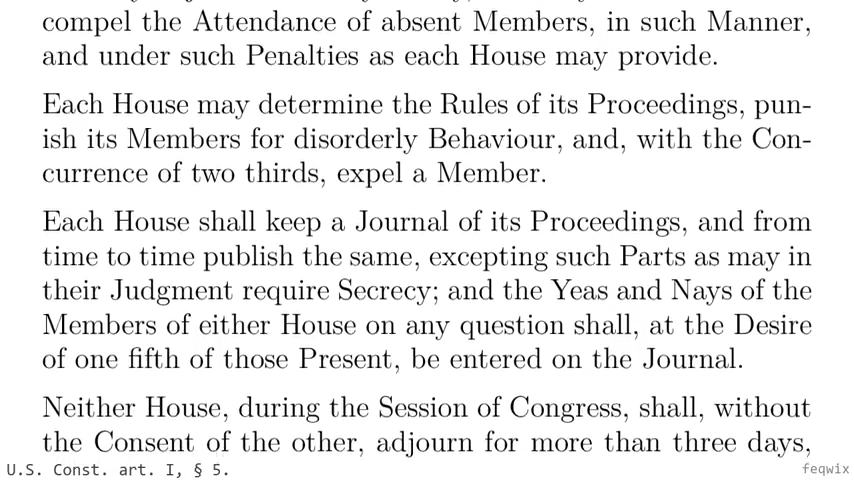 compel the Attendance of absent Members, in such Manner,
and under such Penalties as each House may provide.
Each House may determine the Rules of its Proceedings, pun-
ish its Members for disorderly Behaviour, and, with the Con-
currence of two thirds, expel a Member.
Each House shall keep a Journal of its Proceedings, and from
time to time publish the same, excepting such Parts as may in
their Judgment require Secrecy; and the Yeas and Nays of the
Members of either House on any question shall, at the Desire
of one fifth of those Present, be entered on the Journal.
Neither House, during the Session of Congress, shall, without
the Consent of the other, adjourn for more than three days,
U.S. Const. art. I, § 5.
feqwix